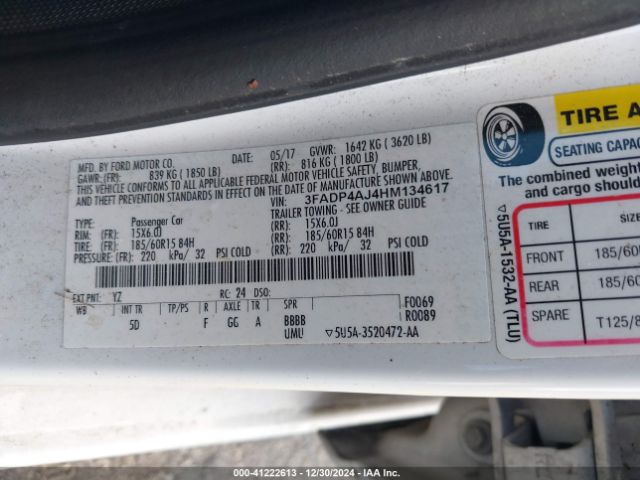 MFD. BY FORD MOTOR CO.
DATE: 05/17 GVWR: 1642 KG ( 3620 LB)
GAWR: (FR): 839 KG ( 1850 LB) (RR): 816 KG ( 1800 LB)
THIS VEHICLE CONFORMS TO ALL APPLICABLE FEDERAL MOTOR VEHICLE SAFETY, BUMPER,
AND THEFT PREVENTION STANDARDS IN EFFECT ON THE DATE OF MANUFACTURE SHOWN ABOVE.
VIN: 3FADP4AJ4HM134617
TYPE: Passenger Car TRAILER TOWING - SEE OWNER GUIDE
RIM: (FR): 15X6.0J (RR): 15X6.0J
TIRE: (FR): 185/60R15 84H (RR): 185/60R15 84H
PRESSURE: (FR): 220 kPa/ 32 PSI COLD (RR): 220 kPa/ 32 PSI COLD
EXT PNT: YZ RC: 24 DSO:
WB INT TR TP/PS R AXLE TR SPR
5D F GG A BBBB F0069
UMU R0089
▽5U5A-3520472-AA
▽5U5A-1532-AA (TLU)
TIRE A
SEATING CAPAC
The combined weight
and cargo should
TIRE SIZ
FRONT 185/60
REAR 185/60
SPARE T125/8
000-41222613 - 12/30/2024 - IAA Inc.